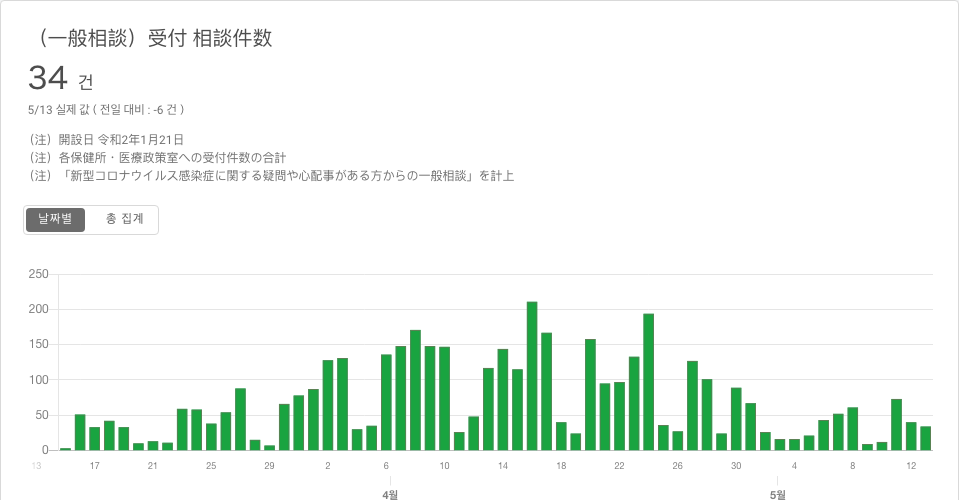 （一般相談）受付 相談件数
34 건
5/13 실제 값 ( 전일 대비 : -6 건 )
（注）開設日 令和2年1月21日
（注）各保健所・医療政策室への受付件数の合計
（注）「新型コロナウイルス感染症に関する疑問や心配事がある方からの一般相談」を計上
날짜별 총 집계
250
200
150
100
50
0
13 17 21 25 29 2 6 10 14 18 22 26 30 4 8 12
4월 5월